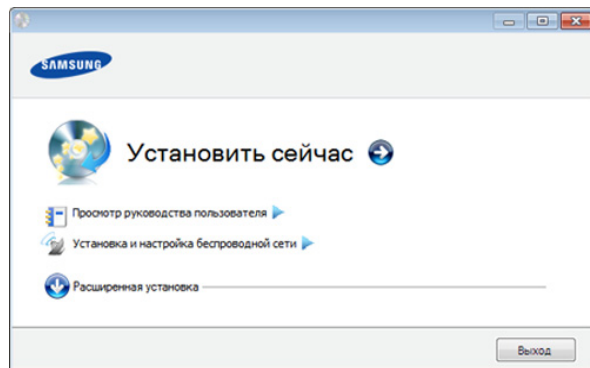 SAMSUNG
Установить сейчас
Просмотр руководства пользователя
Установка и настройка беспроводной сети
Расширенная установка
Выход